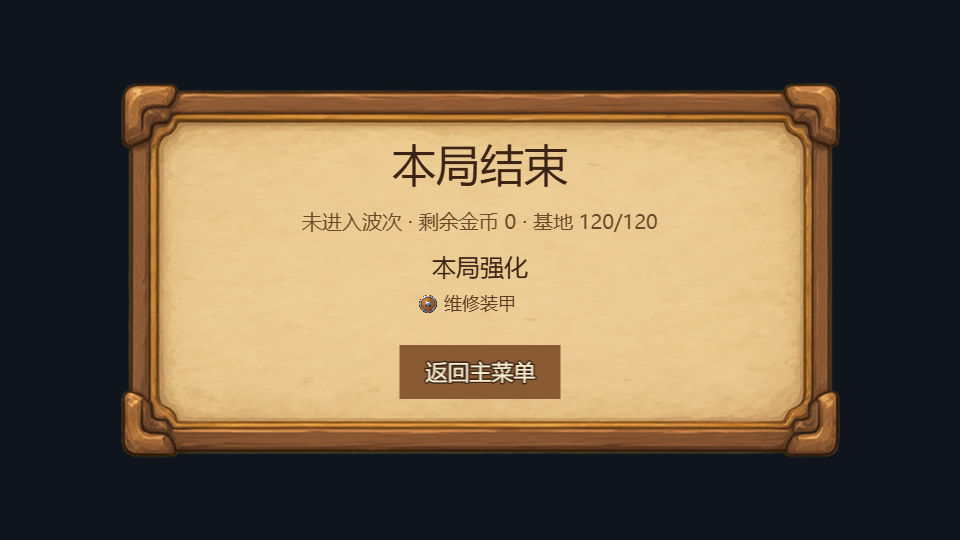 本局结束
未进入波次 · 剩余金币 0 · 基地 120/120
本局强化
维修装甲
返回主菜单